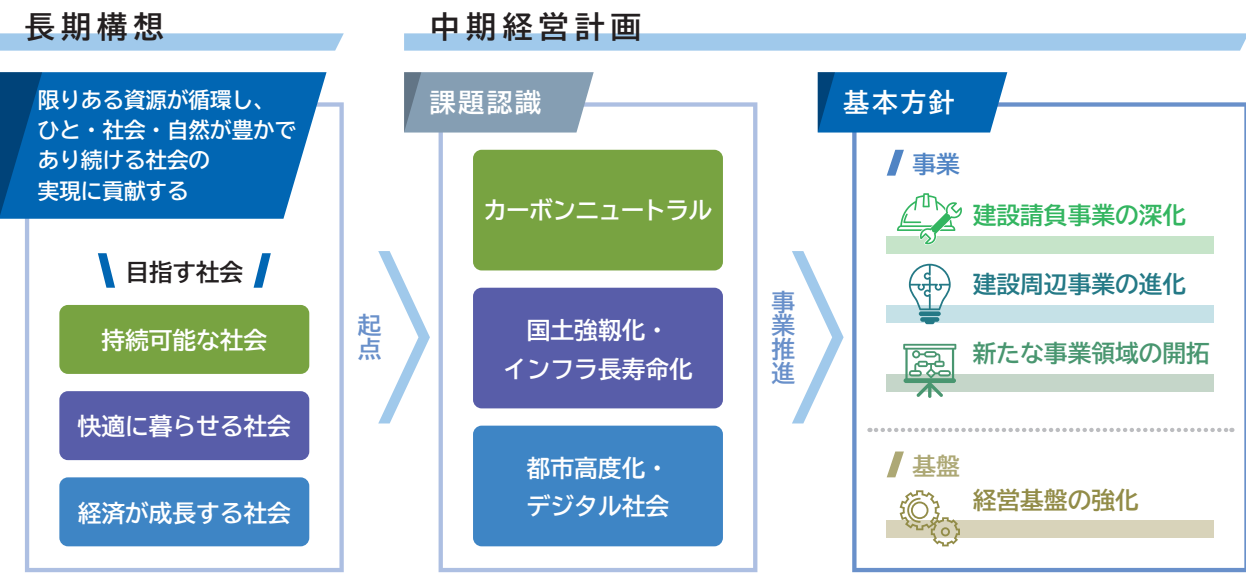 長期構想
限りある資源が循環し、
ひと・社会・自然が豊かで
あり続ける社会の
実現に貢献する
目指す社会
持続可能な社会
快適に暮らせる社会
経済が成長する社会
起点
中期経営計画
課題認識
カーボンニュートラル
国土強靱化・
インフラ長寿命化
都市高度化・
デジタル社会
事業推進
基本方針
事業
建設請負事業の深化
建設周辺事業の進化
新たな事業領域の開拓
基盤
経営基盤の強化